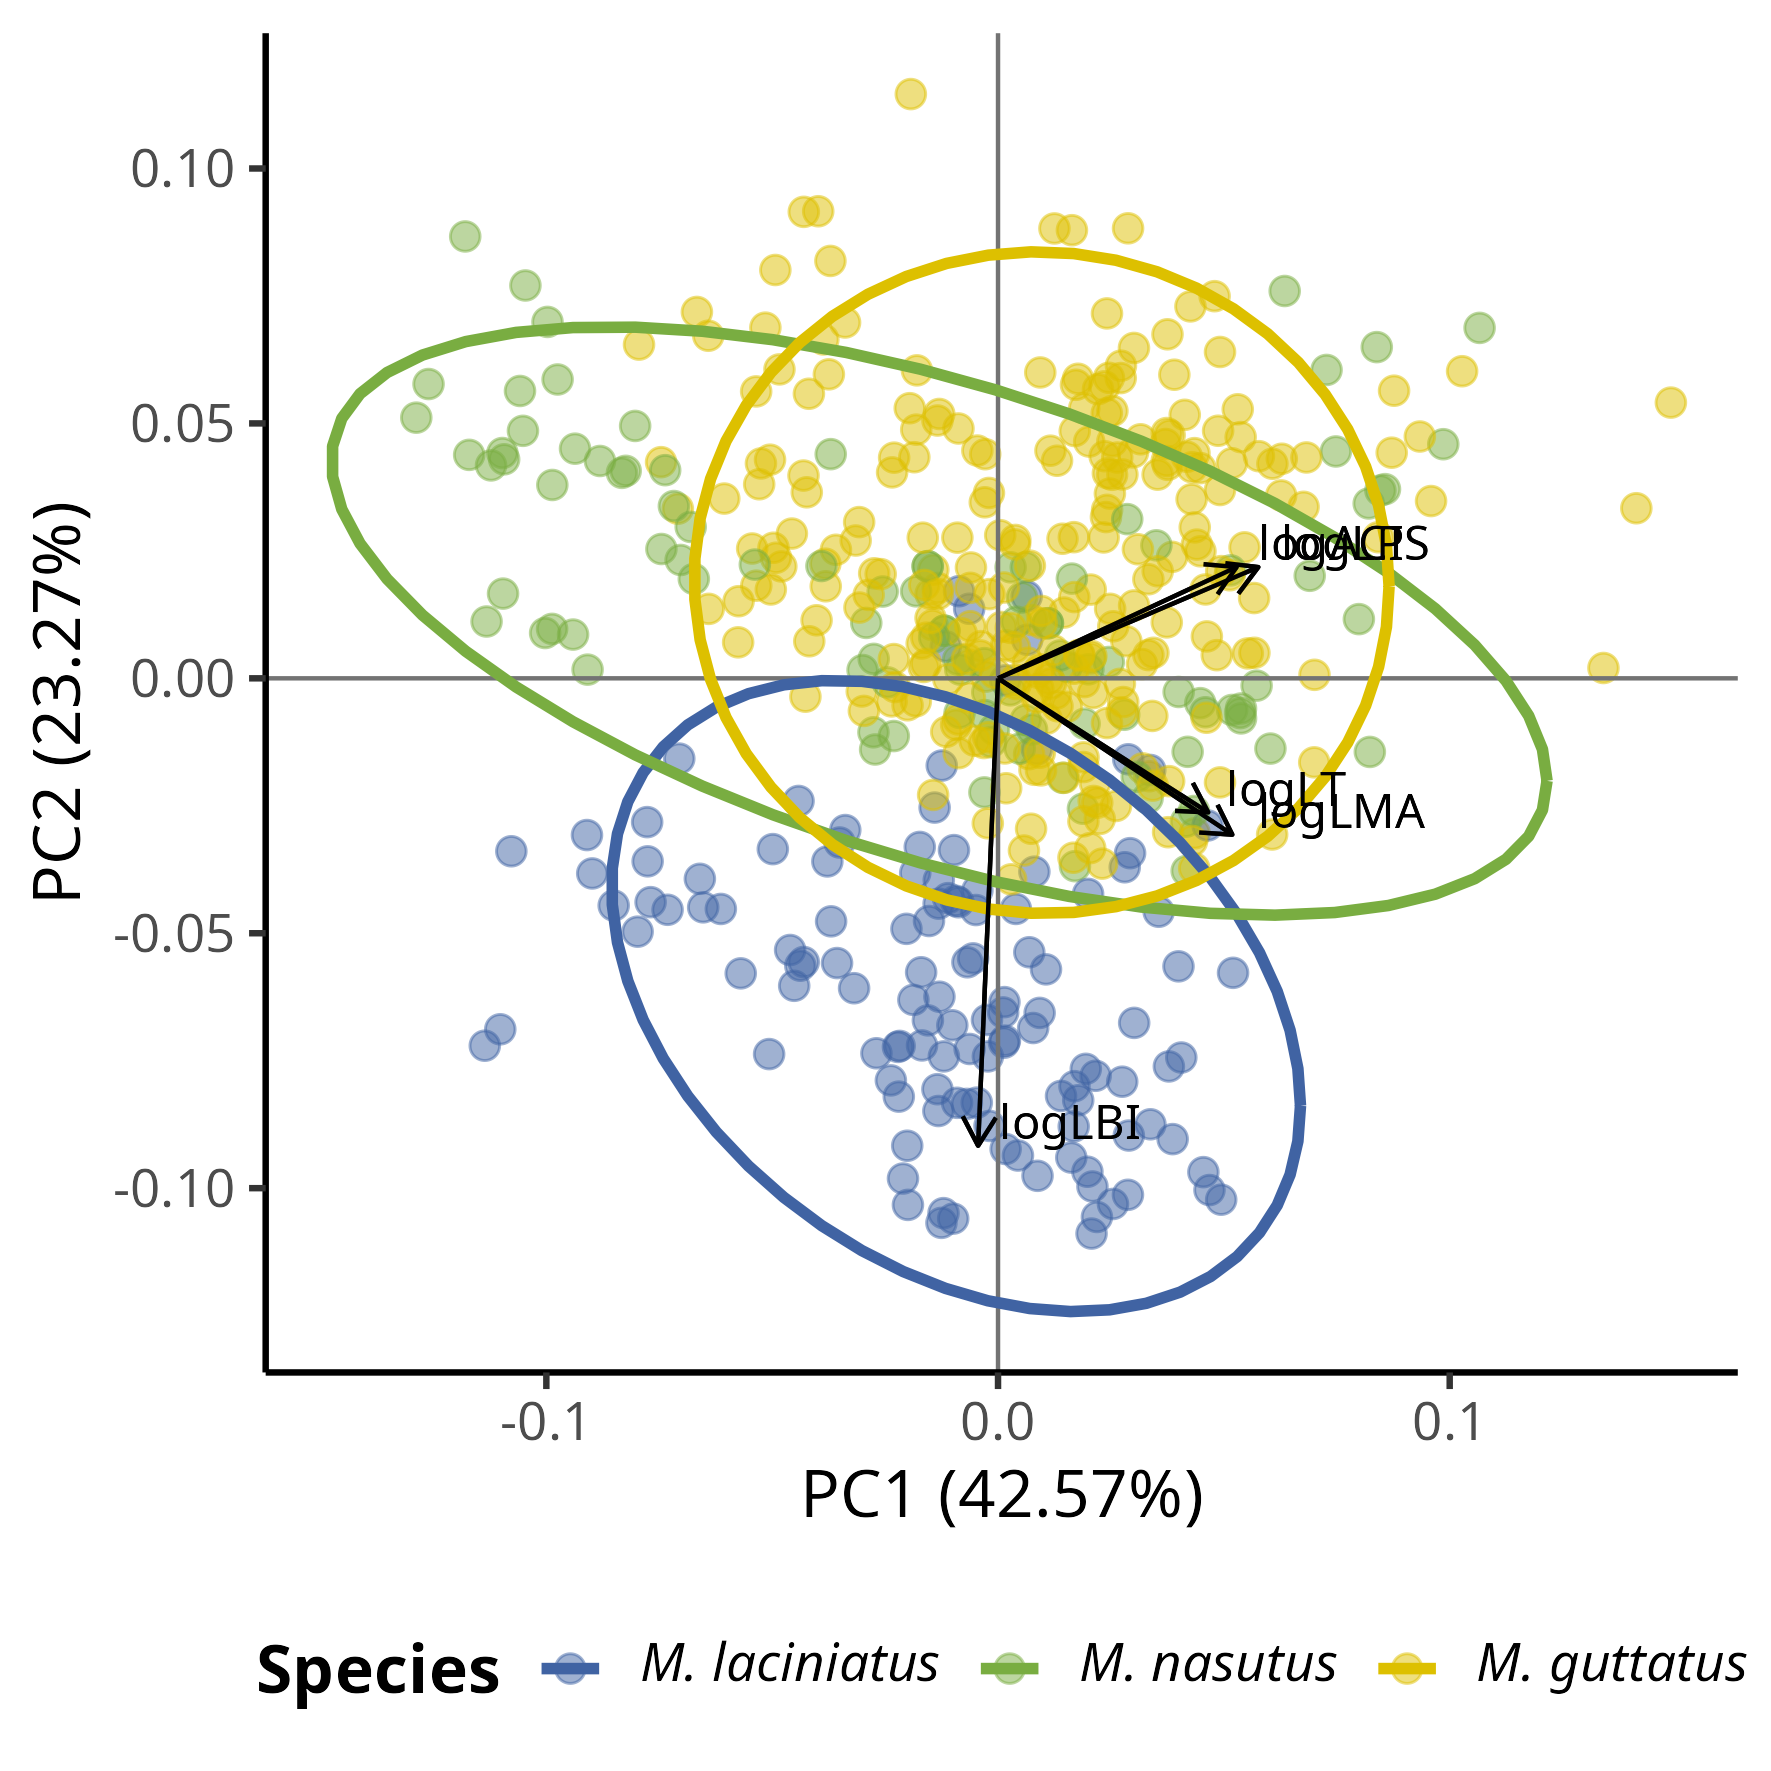 PC2 (23.27%)
0.10
0.05
0.00
-0.05
-0.10
logLT
logLMA
logLBI
-0.1
0.0
0.1
PC1 (42.57%)
Species
M. laciniatus
M. nasutus
M. guttatus